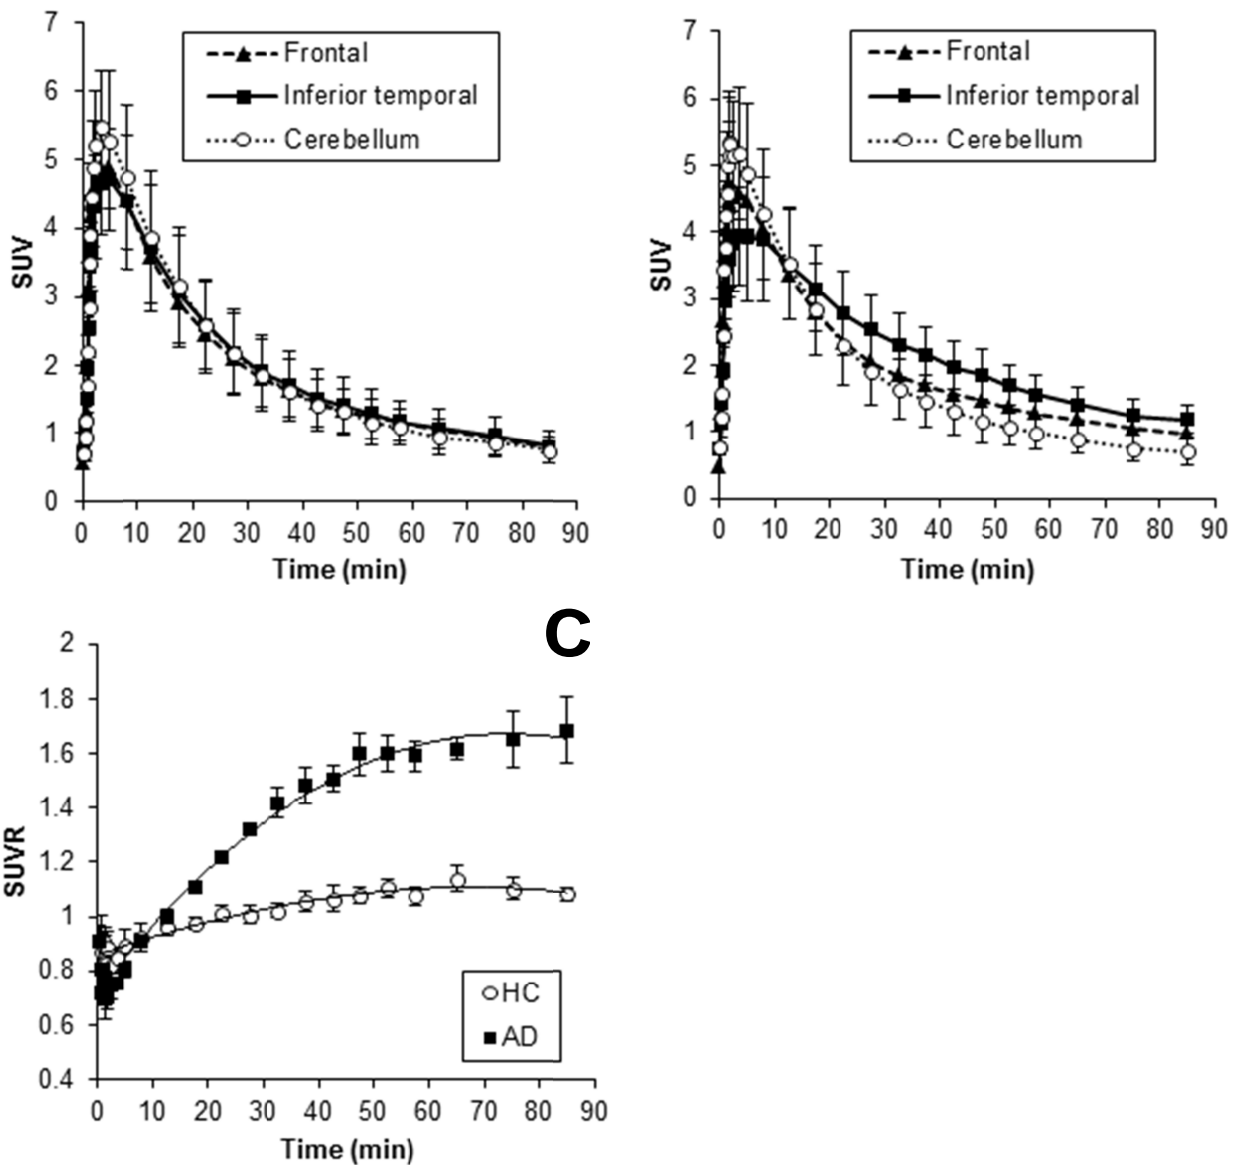 7
6
5
4
3
2
1
0
SUV
Frontal
Inferior temporal
Cerebellum
0 10 20 30 40 50 60 70 80 90
Time (min)
7
6
5
4
3
2
1
0
SUV
Frontal
Inferior temporal
Cerebellum
0 10 20 30 40 50 60 70 80 90
Time (min)
C
2
1.8
1.6
1.4
1.2
1
0.8
0.6
0.4
SUVR
HC
AD
0 10 20 30 40 50 60 70 80 90
Time (min)